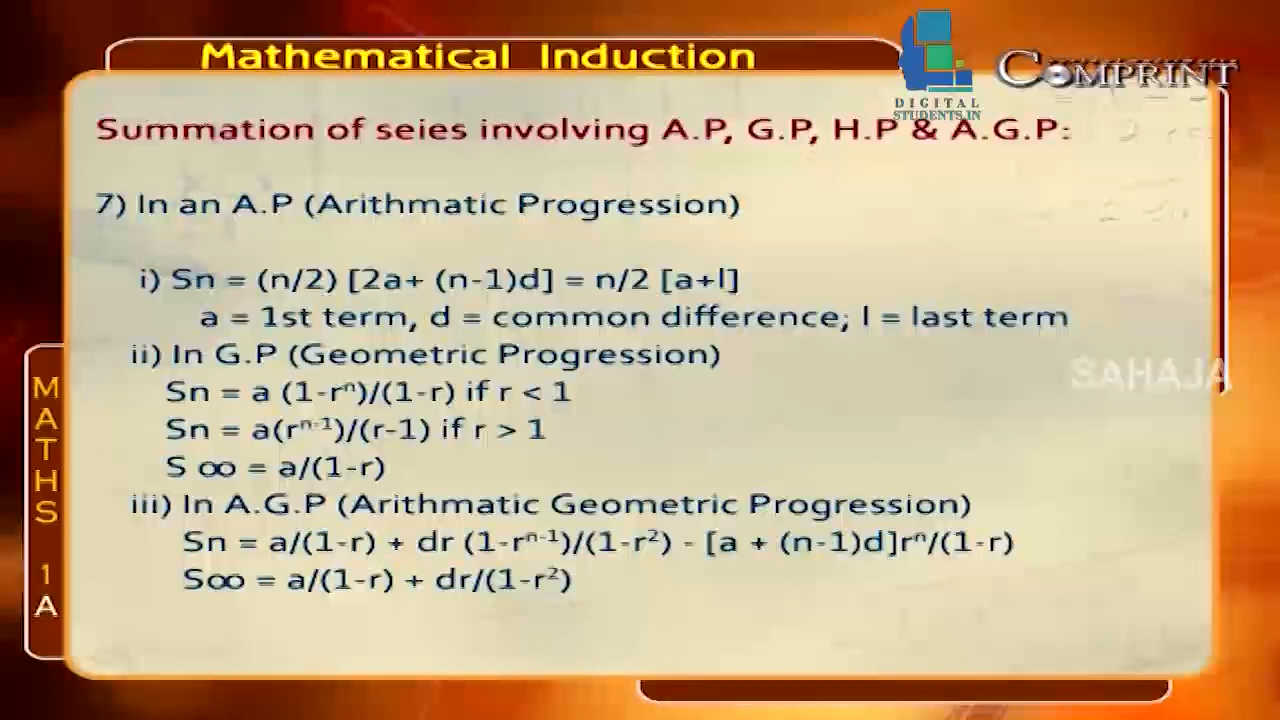 Mathematical Induction
DIGITAL
STUDENTS.IN
COMPRINT
Summation of seies involving A.P, G.P, H.P & A.G.P:
7) In an A.P (Arithmatic Progression)
i) Sn = (n/2) [2a+ (n-1)d] = n/2 [a+l]
a = 1st term, d = common difference; l = last term
ii) In G.P (Geometric Progression)
Sn = a (1-rⁿ)/(1-r) if r < 1
Sn = a(rⁿ⁻¹)/(r-1) if r > 1
S ∞ = a/(1-r)
iii) In A.G.P (Arithmatic Geometric Progression)
Sn = a/(1-r) + dr (1-rⁿ⁻¹)/(1-r²) - [a + (n-1)d]rⁿ/(1-r)
S∞ = a/(1-r) + dr/(1-r²)
SAHAJA
MATHS 1A